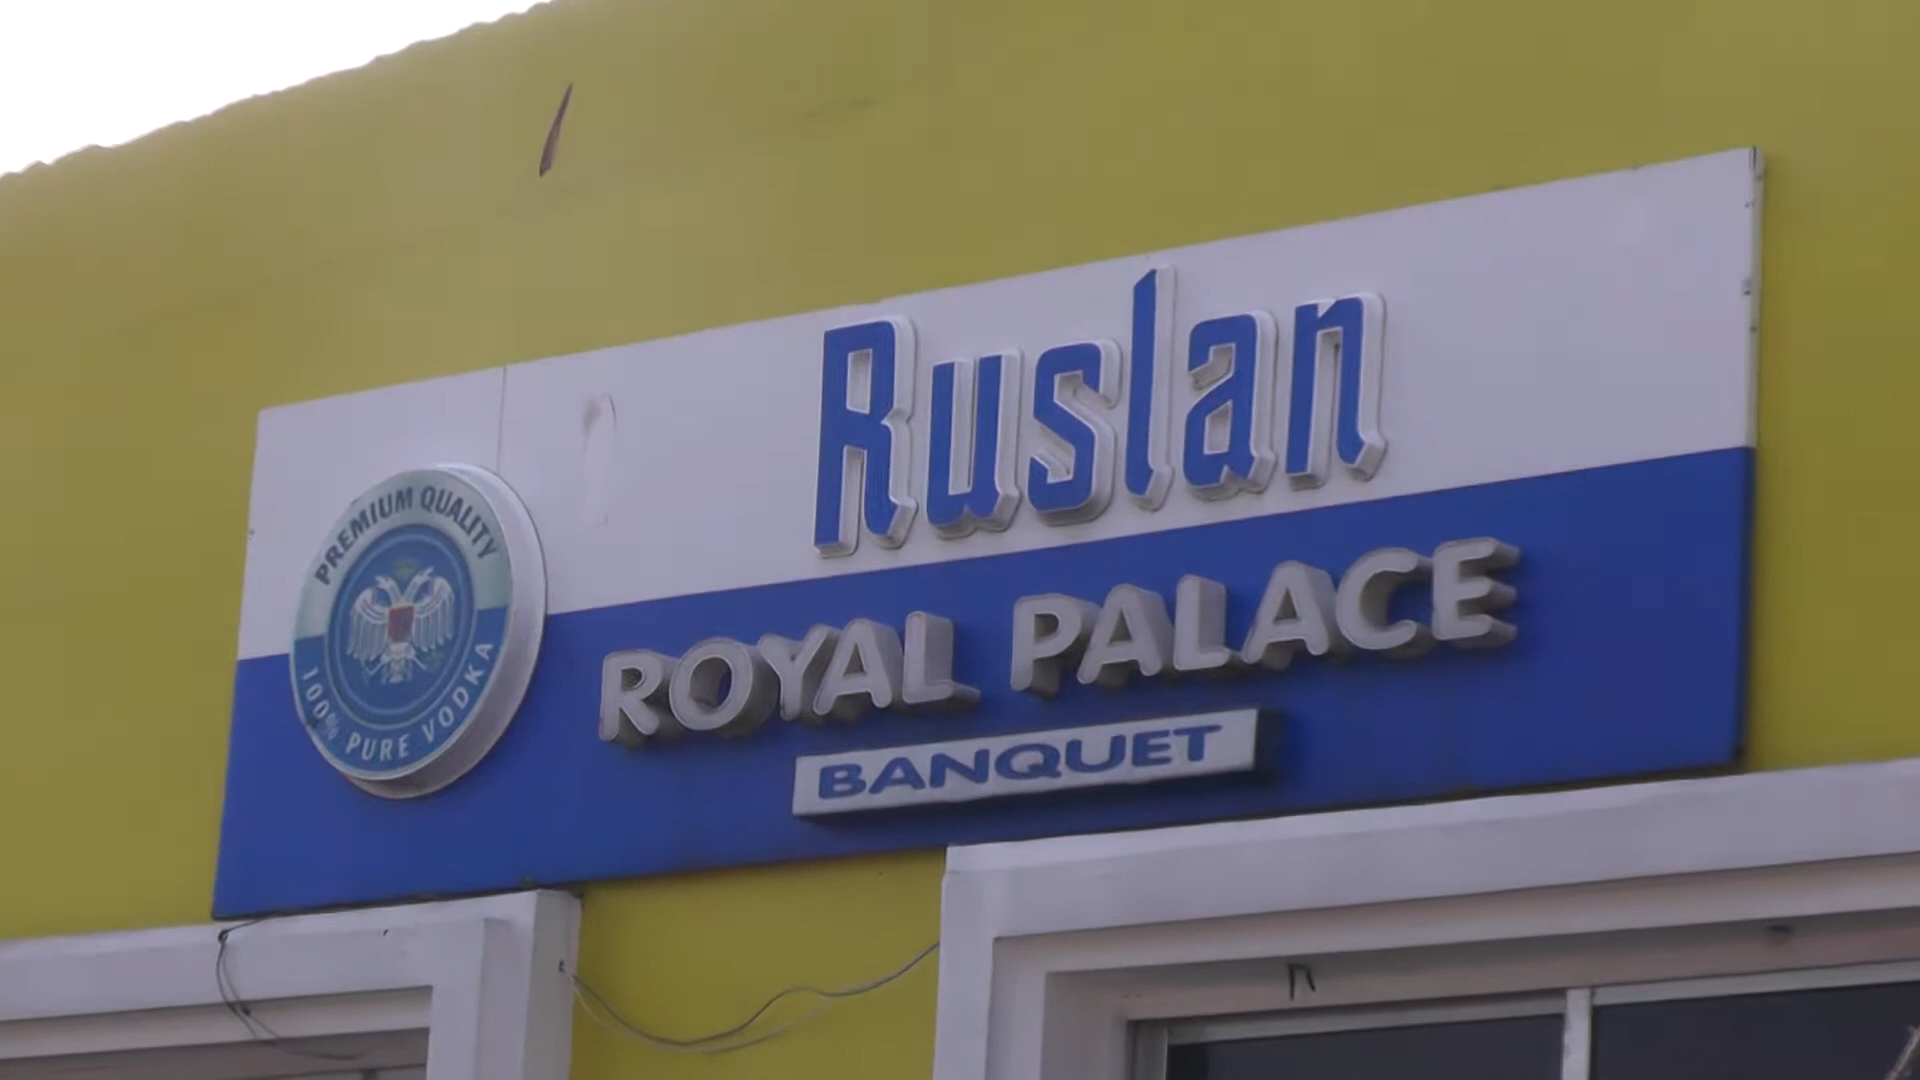 Ruslan
ROYAL PALACE
BANQUET
PREMIUM QUALITY
100% PURE VODKA